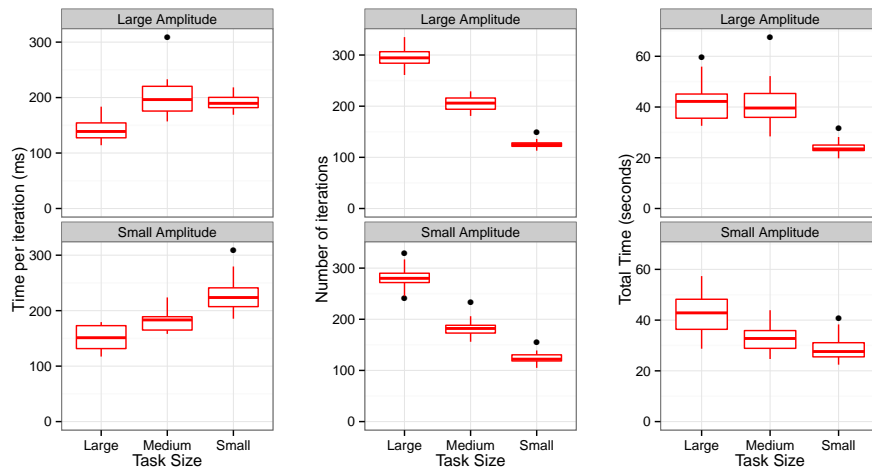 Large Amplitude
Large Amplitude
Large Amplitude
300
200
100
0
300
200
100
0
60
40
20
0
Small Amplitude
Small Amplitude
Small Amplitude
300
200
100
0
300
200
100
0
60
40
20
0
Time per iteration (ms)
Number of iterations
Total Time (seconds)
Large Medium Small
Large Medium Small
Large Medium Small
Task Size
Task Size
Task Size